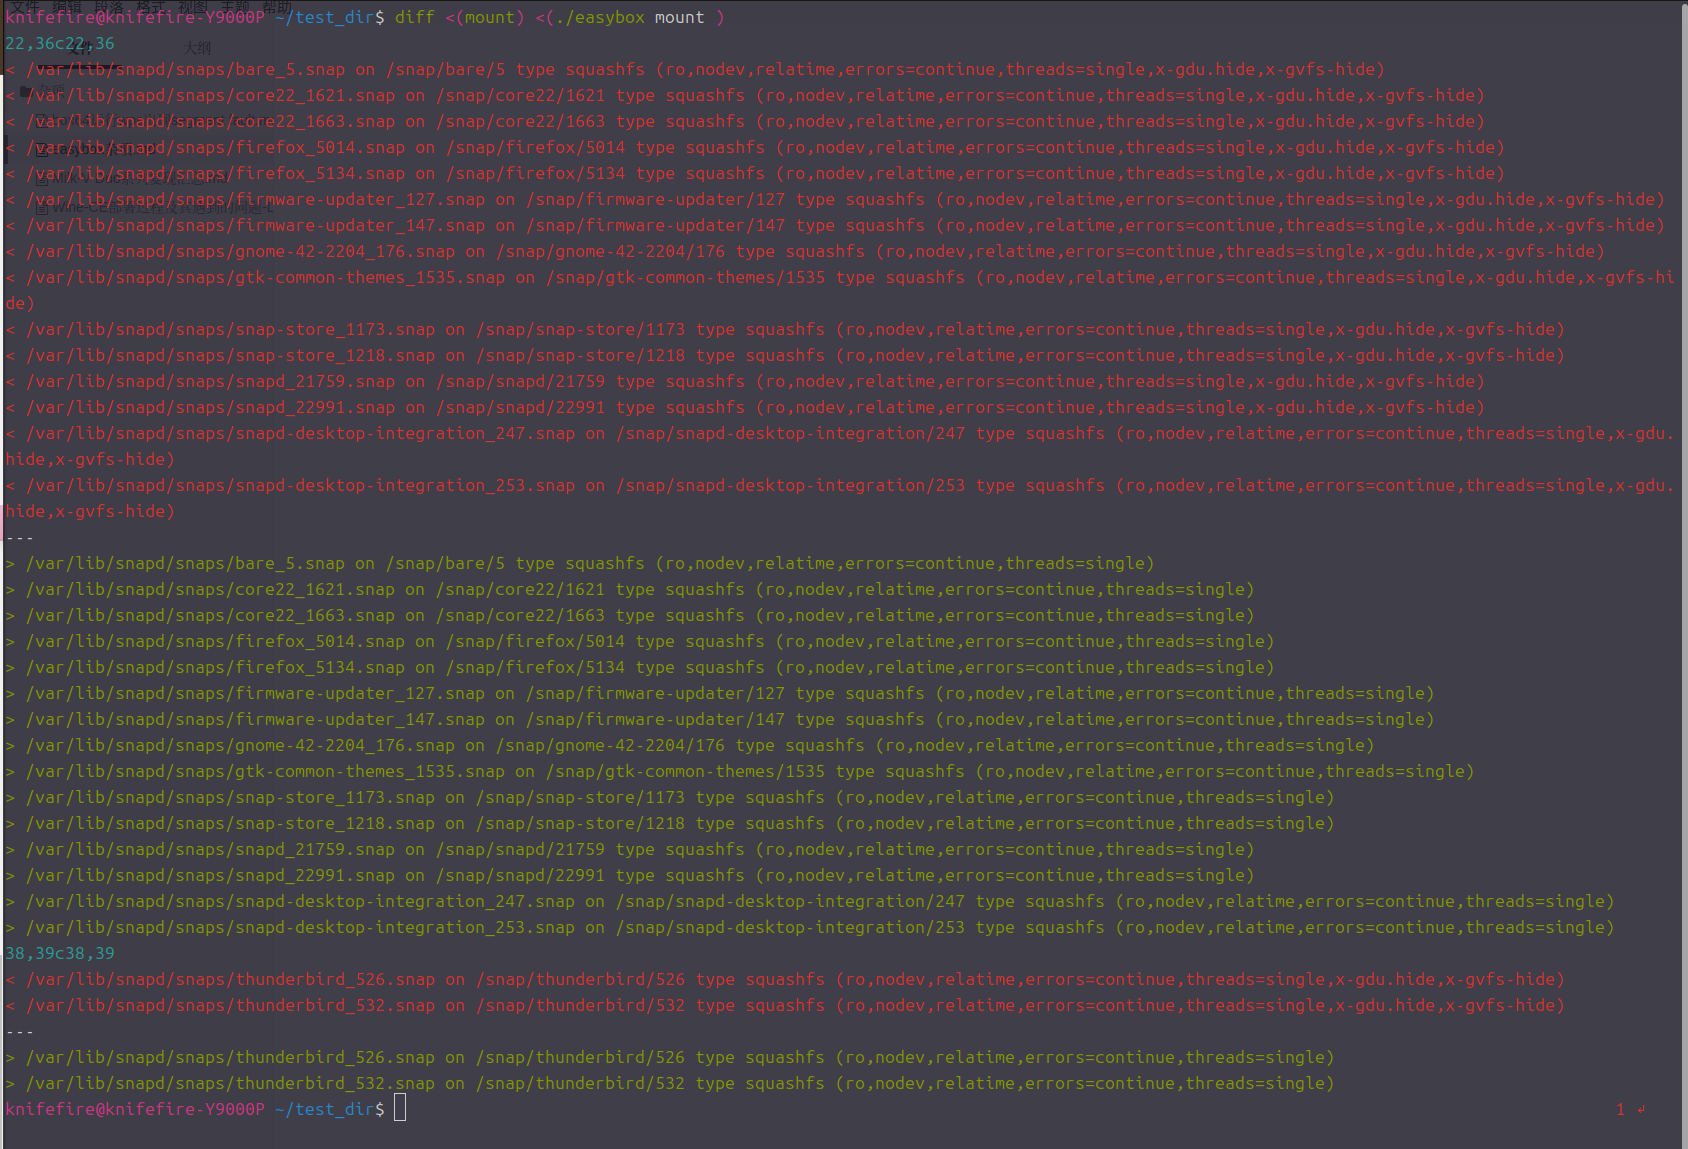 文件 编辑 段落 格式 视图 主题 帮助
knifefire@knifefire-Y9000P ~/test_dir$ diff <(mount) <(./easybox mount )
22,36c22,36
文件 大纲
< /var/lib/snapd/snaps/bare_5.snap on /snap/bare/5 type squashfs (ro,nodev,relatime,errors=continue,threads=single,x-gdu.hide,x-gvfs-hide)
< /var/lib/snapd/snaps/core22_1621.snap on /snap/core22/1621 type squashfs (ro,nodev,relatime,errors=continue,threads=single,x-gdu.hide,x-gvfs-hide)
< /var/lib/snapd/snaps/core22_1663.snap on /snap/core22/1663 type squashfs (ro,nodev,relatime,errors=continue,threads=single,x-gdu.hide,x-gvfs-hide)
< /var/lib/snapd/snaps/firefox_5014.snap on /snap/firefox/5014 type squashfs (ro,nodev,relatime,errors=continue,threads=single,x-gdu.hide,x-gvfs-hide)
< /var/lib/snapd/snaps/firefox_5134.snap on /snap/firefox/5134 type squashfs (ro,nodev,relatime,errors=continue,threads=single,x-gdu.hide,x-gvfs-hide)
< /var/lib/snapd/snaps/firmware-updater_127.snap on /snap/firmware-updater/127 type squashfs (ro,nodev,relatime,errors=continue,threads=single,x-gdu.hide,x-gvfs-hide)
< /var/lib/snapd/snaps/firmware-updater_147.snap on /snap/firmware-updater/147 type squashfs (ro,nodev,relatime,errors=continue,threads=single,x-gdu.hide,x-gvfs-hide)
< /var/lib/snapd/snaps/gnome-42-2204_176.snap on /snap/gnome-42-2204/176 type squashfs (ro,nodev,relatime,errors=continue,threads=single,x-gdu.hide,x-gvfs-hide)
< /var/lib/snapd/snaps/gtk-common-themes_1535.snap on /snap/gtk-common-themes/1535 type squashfs (ro,nodev,relatime,errors=continue,threads=single,x-gdu.hide,x-gvfs-hi
de)
< /var/lib/snapd/snaps/snap-store_1173.snap on /snap/snap-store/1173 type squashfs (ro,nodev,relatime,errors=continue,threads=single,x-gdu.hide,x-gvfs-hide)
< /var/lib/snapd/snaps/snap-store_1218.snap on /snap/snap-store/1218 type squashfs (ro,nodev,relatime,errors=continue,threads=single,x-gdu.hide,x-gvfs-hide)
< /var/lib/snapd/snaps/snapd_21759.snap on /snap/snapd/21759 type squashfs (ro,nodev,relatime,errors=continue,threads=single,x-gdu.hide,x-gvfs-hide)
< /var/lib/snapd/snaps/snapd_22991.snap on /snap/snapd/22991 type squashfs (ro,nodev,relatime,errors=continue,threads=single,x-gdu.hide,x-gvfs-hide)
< /var/lib/snapd/snaps/snapd-desktop-integration_247.snap on /snap/snapd-desktop-integration/247 type squashfs (ro,nodev,relatime,errors=continue,threads=single,x-gdu.
hide,x-gvfs-hide)
< /var/lib/snapd/snaps/snapd-desktop-integration_253.snap on /snap/snapd-desktop-integration/253 type squashfs (ro,nodev,relatime,errors=continue,threads=single,x-gdu.
hide,x-gvfs-hide)
---
> /var/lib/snapd/snaps/bare_5.snap on /snap/bare/5 type squashfs (ro,nodev,relatime,errors=continue,threads=single)
> /var/lib/snapd/snaps/core22_1621.snap on /snap/core22/1621 type squashfs (ro,nodev,relatime,errors=continue,threads=single)
> /var/lib/snapd/snaps/core22_1663.snap on /snap/core22/1663 type squashfs (ro,nodev,relatime,errors=continue,threads=single)
> /var/lib/snapd/snaps/firefox_5014.snap on /snap/firefox/5014 type squashfs (ro,nodev,relatime,errors=continue,threads=single)
> /var/lib/snapd/snaps/firefox_5134.snap on /snap/firefox/5134 type squashfs (ro,nodev,relatime,errors=continue,threads=single)
> /var/lib/snapd/snaps/firmware-updater_127.snap on /snap/firmware-updater/127 type squashfs (ro,nodev,relatime,errors=continue,threads=single)
> /var/lib/snapd/snaps/firmware-updater_147.snap on /snap/firmware-updater/147 type squashfs (ro,nodev,relatime,errors=continue,threads=single)
> /var/lib/snapd/snaps/gnome-42-2204_176.snap on /snap/gnome-42-2204/176 type squashfs (ro,nodev,relatime,errors=continue,threads=single)
> /var/lib/snapd/snaps/gtk-common-themes_1535.snap on /snap/gtk-common-themes/1535 type squashfs (ro,nodev,relatime,errors=continue,threads=single)
> /var/lib/snapd/snaps/snap-store_1173.snap on /snap/snap-store/1173 type squashfs (ro,nodev,relatime,errors=continue,threads=single)
> /var/lib/snapd/snaps/snap-store_1218.snap on /snap/snap-store/1218 type squashfs (ro,nodev,relatime,errors=continue,threads=single)
> /var/lib/snapd/snaps/snapd_21759.snap on /snap/snapd/21759 type squashfs (ro,nodev,relatime,errors=continue,threads=single)
> /var/lib/snapd/snaps/snapd_22991.snap on /snap/snapd/22991 type squashfs (ro,nodev,relatime,errors=continue,threads=single)
> /var/lib/snapd/snaps/snapd-desktop-integration_247.snap on /snap/snapd-desktop-integration/247 type squashfs (ro,nodev,relatime,errors=continue,threads=single)
> /var/lib/snapd/snaps/snapd-desktop-integration_253.snap on /snap/snapd-desktop-integration/253 type squashfs (ro,nodev,relatime,errors=continue,threads=single)
38,39c38,39
< /var/lib/snapd/snaps/thunderbird_526.snap on /snap/thunderbird/526 type squashfs (ro,nodev,relatime,errors=continue,threads=single,x-gdu.hide,x-gvfs-hide)
< /var/lib/snapd/snaps/thunderbird_532.snap on /snap/thunderbird/532 type squashfs (ro,nodev,relatime,errors=continue,threads=single,x-gdu.hide,x-gvfs-hide)
---
> /var/lib/snapd/snaps/thunderbird_526.snap on /snap/thunderbird/526 type squashfs (ro,nodev,relatime,errors=continue,threads=single)
> /var/lib/snapd/snaps/thunderbird_532.snap on /snap/thunderbird/532 type squashfs (ro,nodev,relatime,errors=continue,threads=single)
knifefire@knifefire-Y9000P ~/test_dir$ 1 ↵